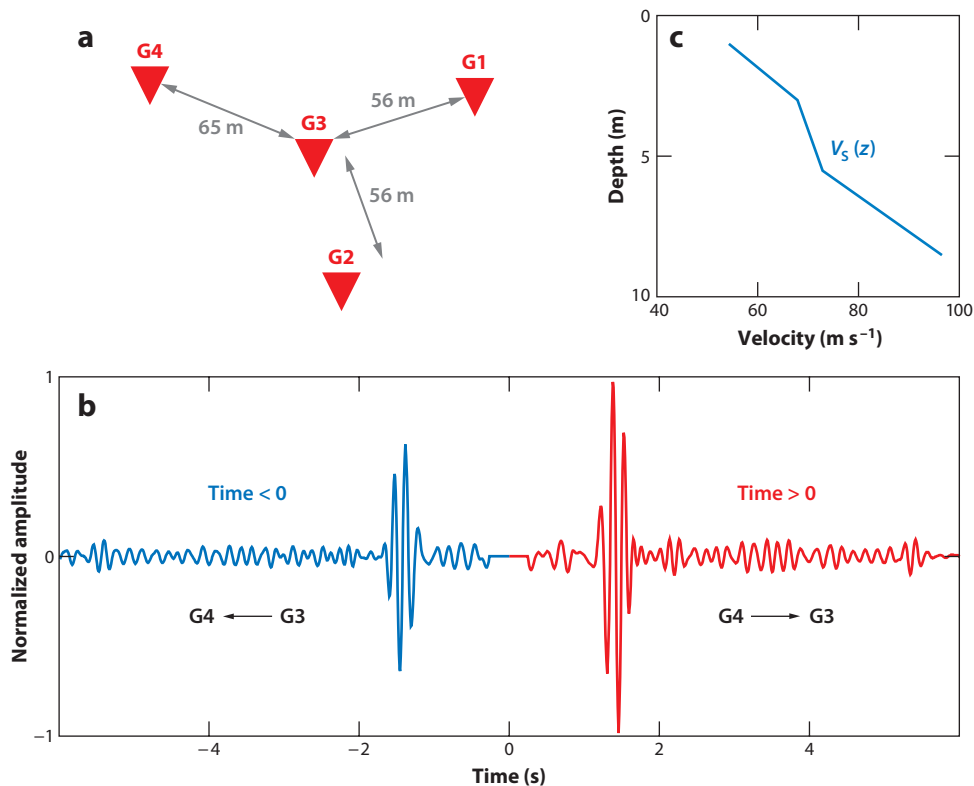 a
G4
G1
G3
56 m
65 m
56 m
G2
c
0
5
10
Depth (m)
V_S (z)
40
60
80
100
Velocity (m s⁻¹)
b
1
0
−1
Normalized amplitude
Time < 0
Time > 0
G4 ← G3
G4 → G3
−4
−2
0
2
4
Time (s)